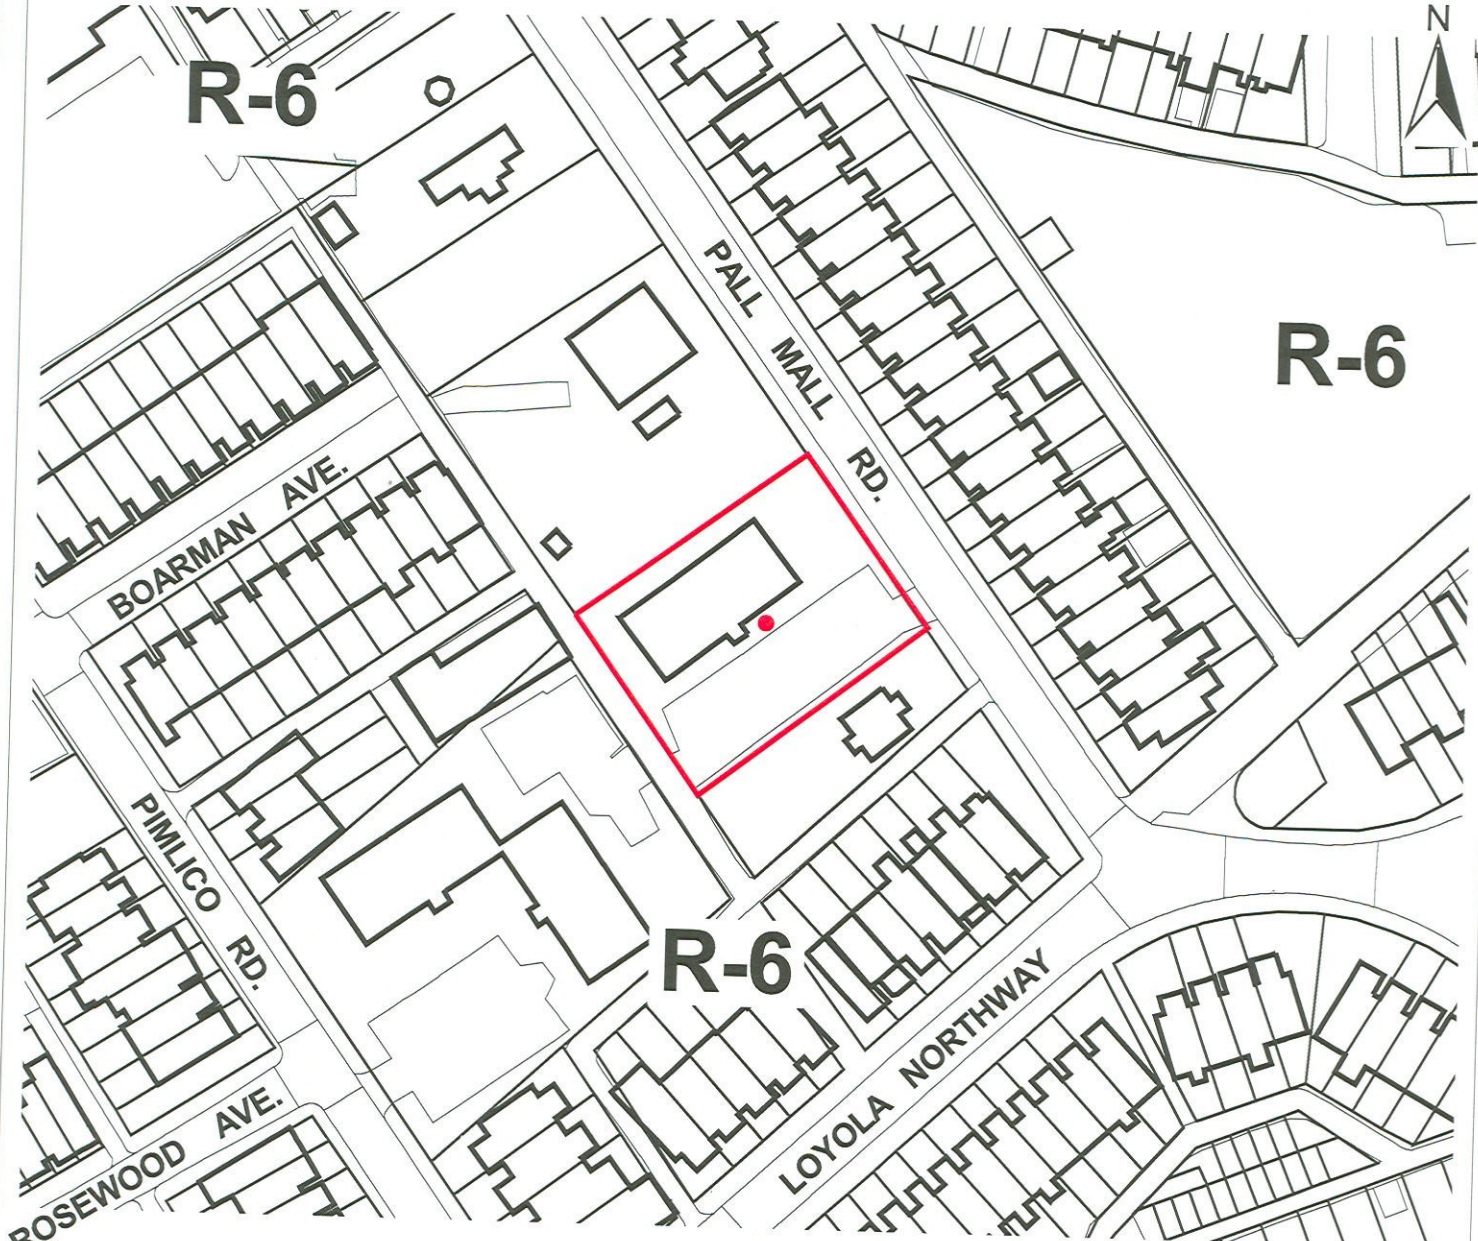 N
R-6
PALL MALL RD.
R-6
BOARMAN AVE.
PIMLICO RD.
R-6
LOYOLA NORTHWAY
ROSEWOOD AVE.